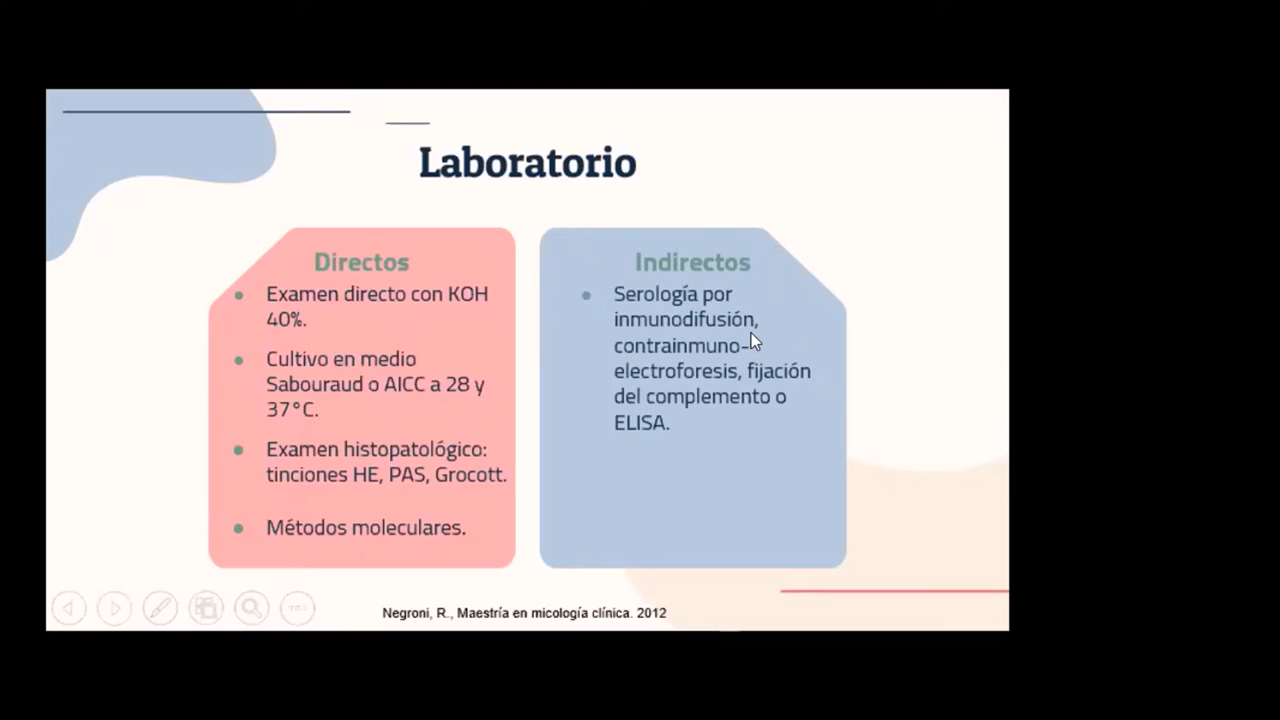 Laboratorio
Directos
Examen directo con KOH
40%.
Cultivo en medio
Sabouraud o AICC a 28 y
37°C.
Examen histopatológico:
tinciones HE, PAS, Grocott.
Métodos moleculares.
Indirectos
Serología por
inmunodifusión,
contrainmuno-
electroforesis, fijación
del complemento o
ELISA.
Negroni, R., Maestría en micología clínica. 2012